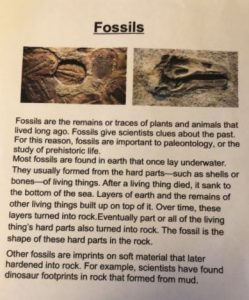 Fossils
Fossils are the remains or traces of plants and animals that
lived long ago. Fossils give scientists clues about the past.
For this reason, fossils are important to paleontology, or the
study of prehistoric life.
Most fossils are found in earth that once lay underwater.
They usually formed from the hard parts—such as shells or
bones—of living things. After a living thing died, it sank to
the bottom of the sea. Layers of earth and the remains of
other living things built up on top of it. Over time, these
layers turned into rock.Eventually part or all of the living
thing's hard parts also turned into rock. The fossil is the
shape of these hard parts in the rock.
Other fossils are imprints on soft material that later
hardened into rock. For example, scientists have found
dinosaur footprints in rock that formed from mud.